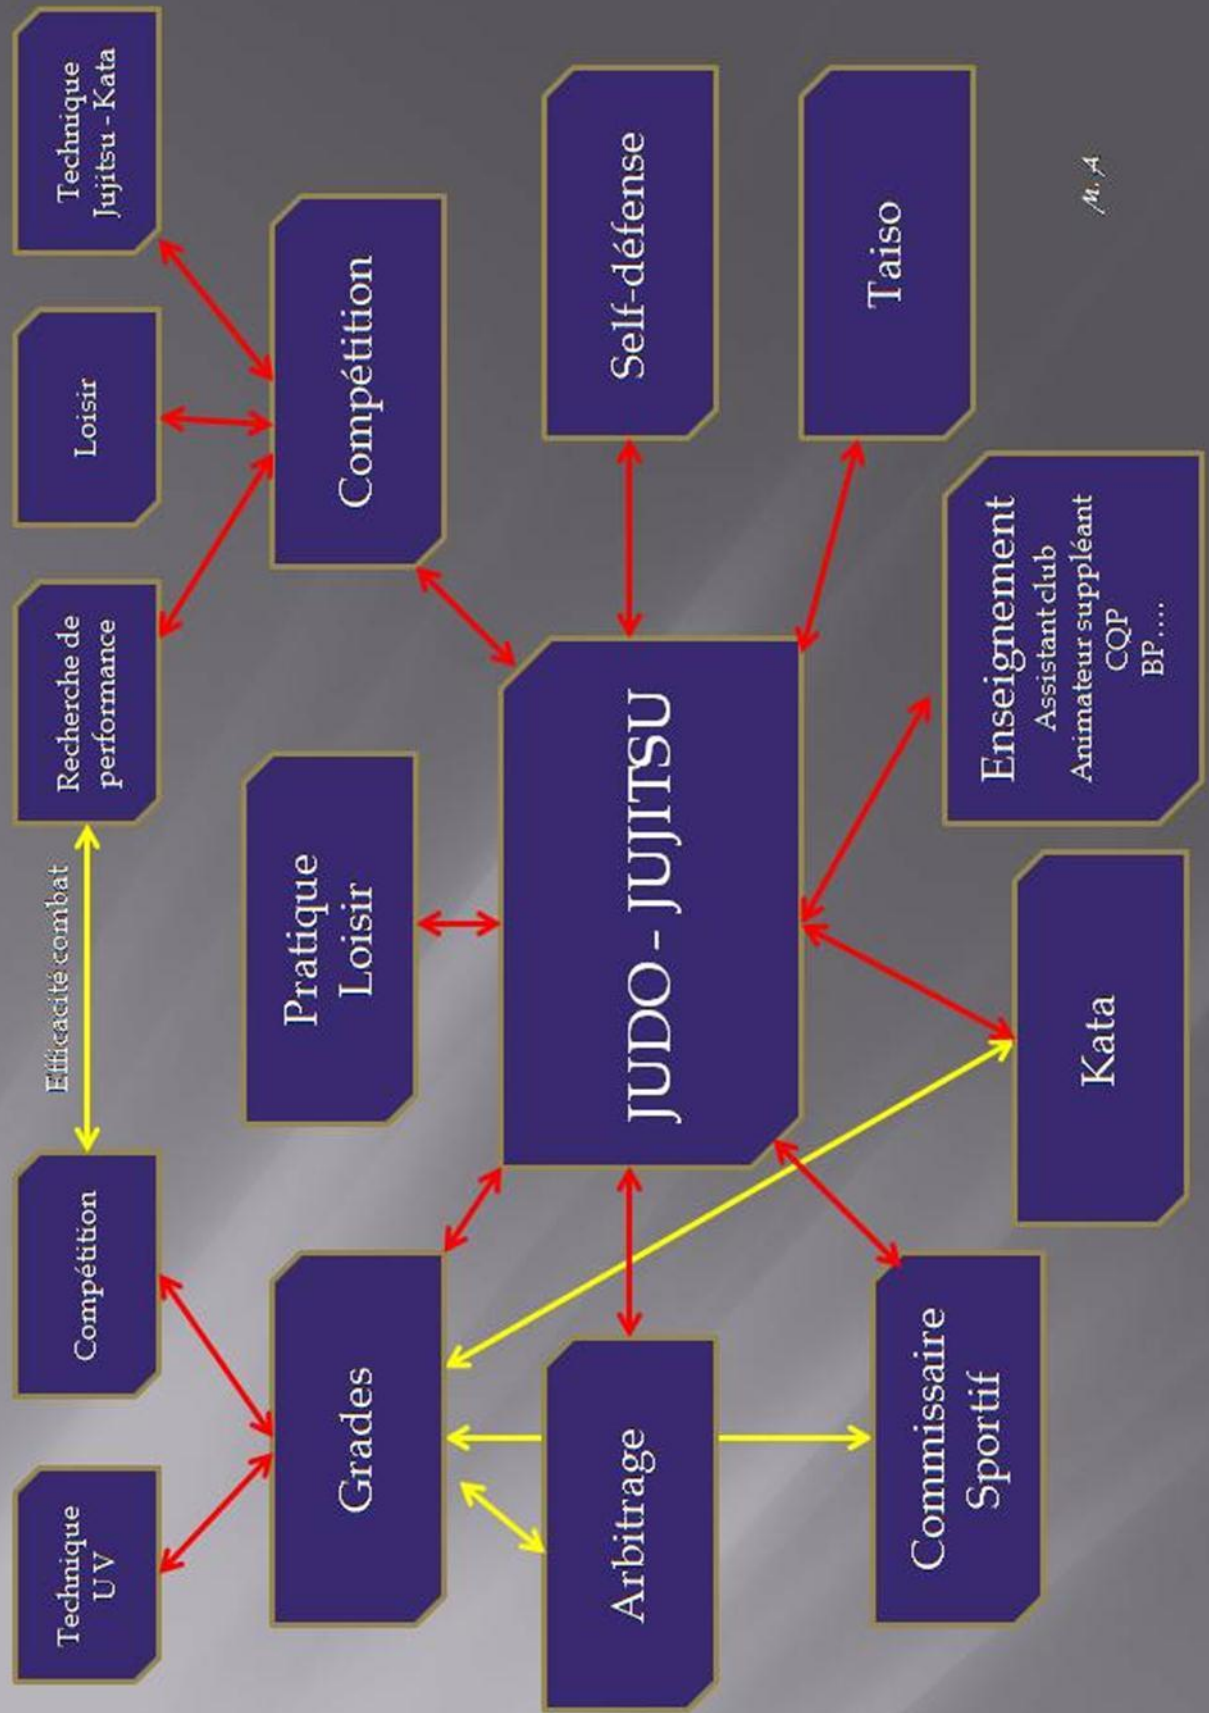 Technique
UV
Compétition
Efficacité combat
Recherche de
performance
Loisir
Technique
Jujitsu - Kata
Grades
Pratique
Loisir
Compétition
Arbitrage
JUDO - JUJITSU
Self-défense
Commissaire
Sportif
Kata
Enseignement
Assistant club
Animateur suppléant
CQP
BP....
Taiso
M. A